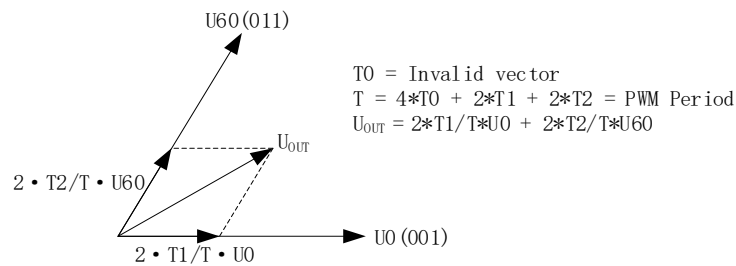 U60(011)
T0 = Invalid vector
T = 4*T0 + 2*T1 + 2*T2 = PWM Period
UOUT = 2*T1/T*U0 + 2*T2/T*U60
UOUT
2·T2/T·U60
U0(001)
2·T1/T·U0